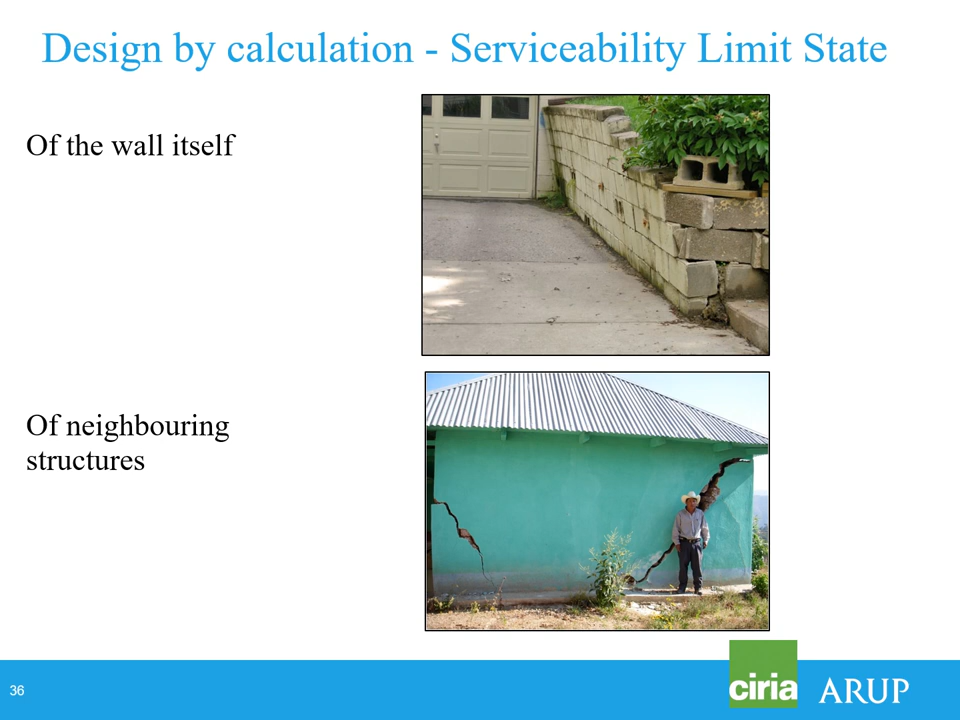 Design by calculation - Serviceability Limit State
Of the wall itself
Of neighbouring
structures
36
ciria
ARUP